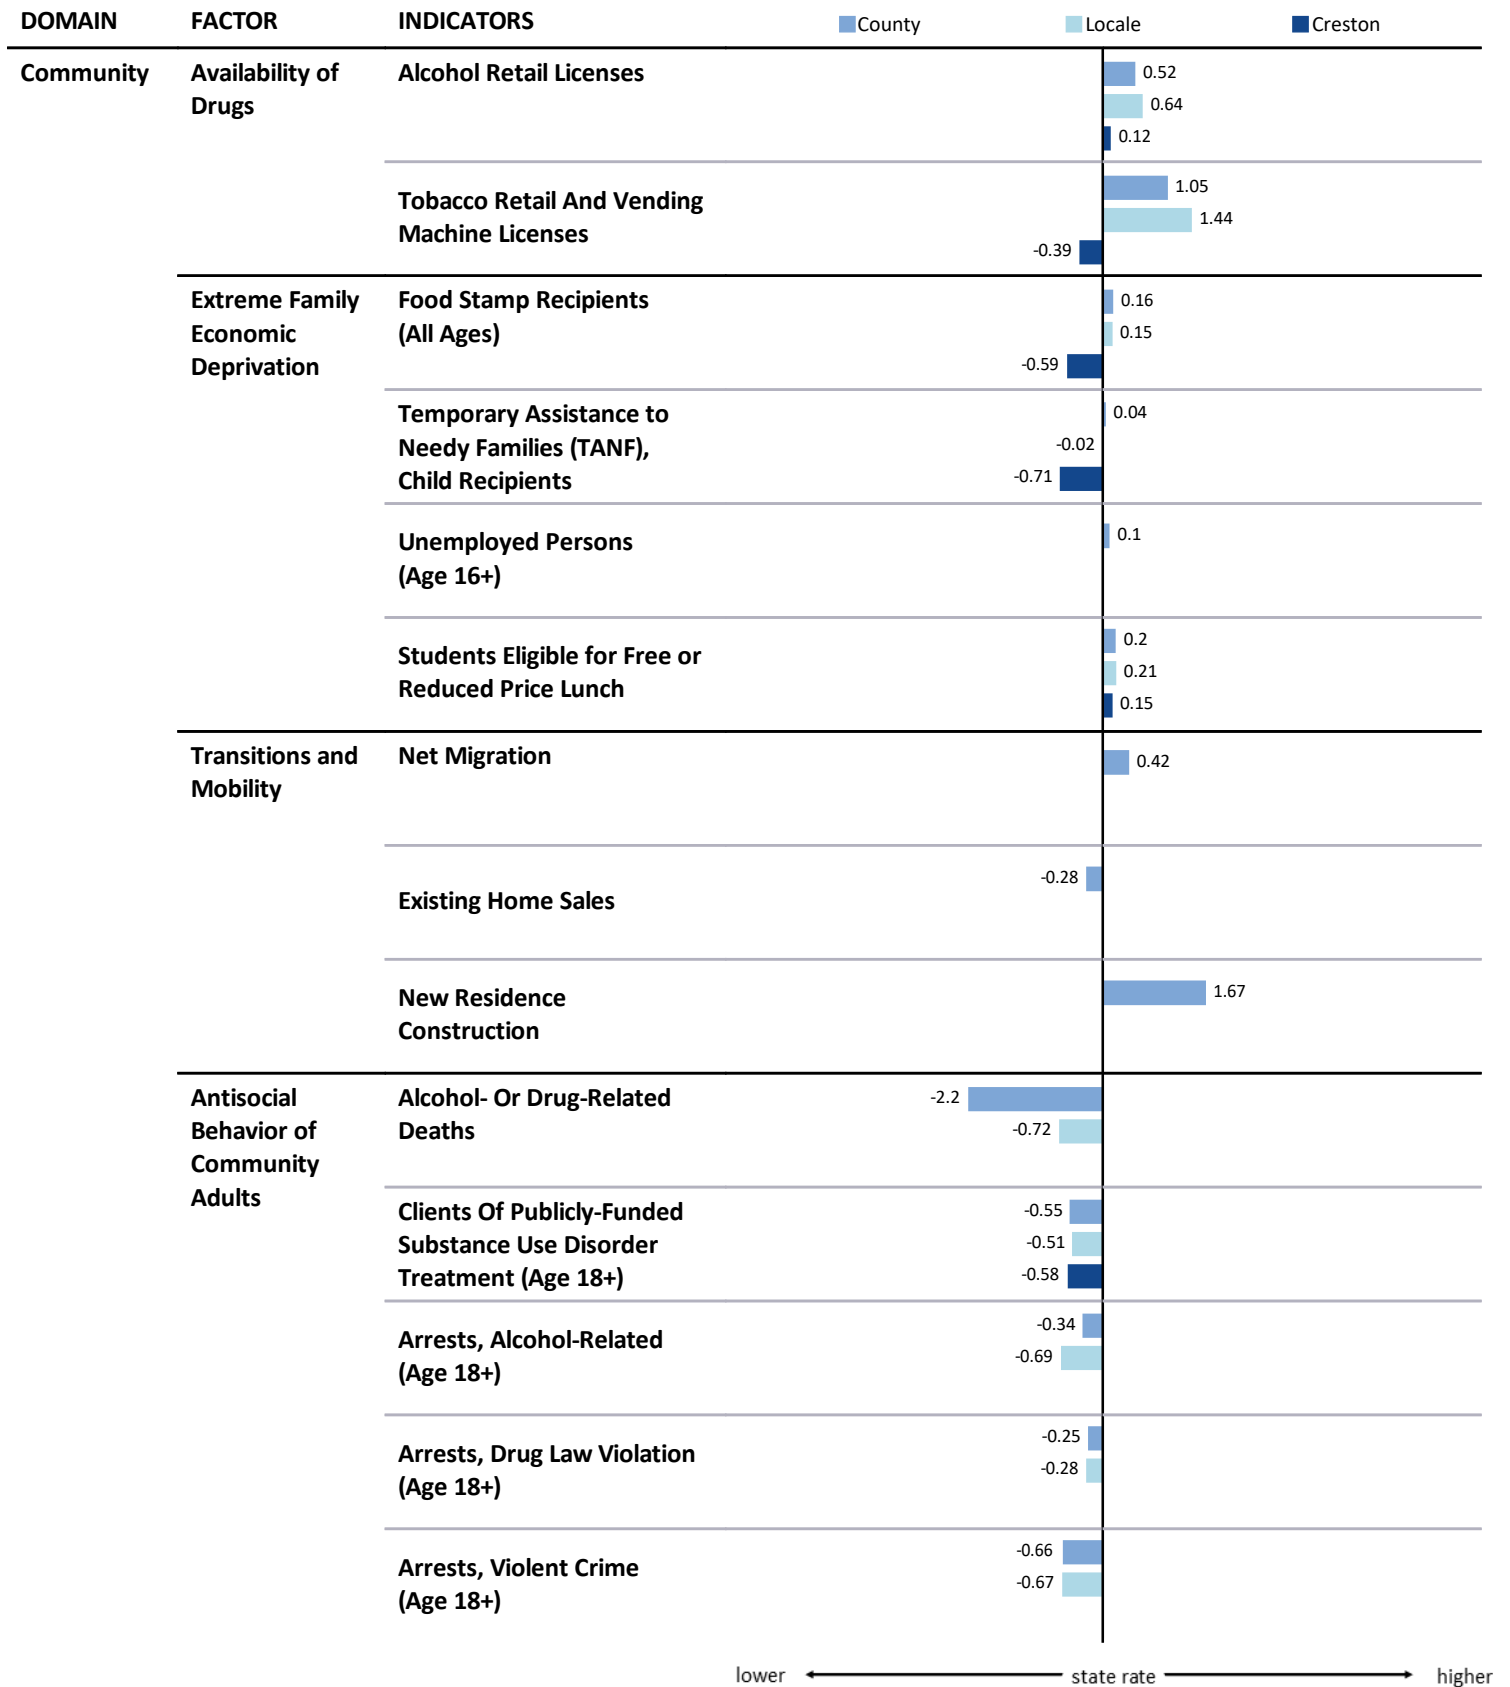 DOMAIN FACTOR INDICATORS County Locale Creston
Community Availability of Drugs
Alcohol Retail Licenses
0.52
0.64
0.12
Tobacco Retail And Vending
Machine Licenses
1.05
1.44
-0.39
Extreme Family
Economic
Deprivation
Food Stamp Recipients
(All Ages)
0.16
0.15
-0.59
Temporary Assistance to
Needy Families (TANF),
Child Recipients
0.04
-0.02
-0.71
Unemployed Persons
(Age 16+)
0.1
Students Eligible for Free or
Reduced Price Lunch
0.2
0.21
0.15
Transitions and
Mobility
Net Migration
0.42
Existing Home Sales
-0.28
New Residence
Construction
1.67
Antisocial
Behavior of
Community
Adults
Alcohol- Or Drug-Related
Deaths
-2.2
-0.72
Clients Of Publicly-Funded
Substance Use Disorder
Treatment (Age 18+)
-0.55
-0.51
-0.58
Arrests, Alcohol-Related
(Age 18+)
-0.34
-0.69
Arrests, Drug Law Violation
(Age 18+)
-0.25
-0.28
Arrests, Violent Crime
(Age 18+)
-0.66
-0.67
lower state rate higher